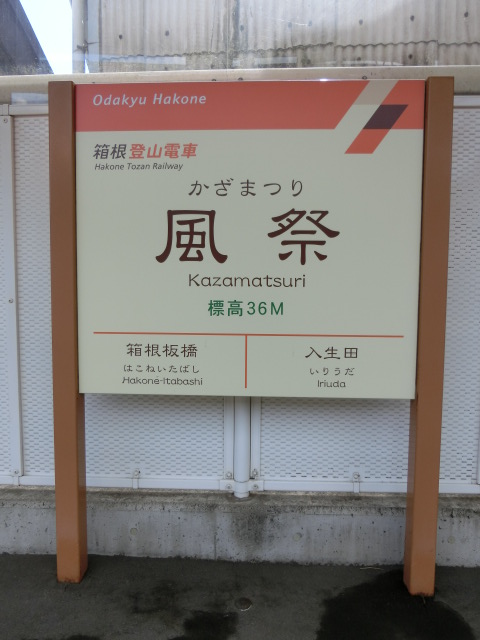 Odakyu Hakone
箱根登山電車
Hakone Tozan Railway
かざまつり
風祭
Kazamatsuri
標高36M
箱根板橋
はこねいたばし
Hakone-Itabashi
入生田
いりうだ
Iriuda